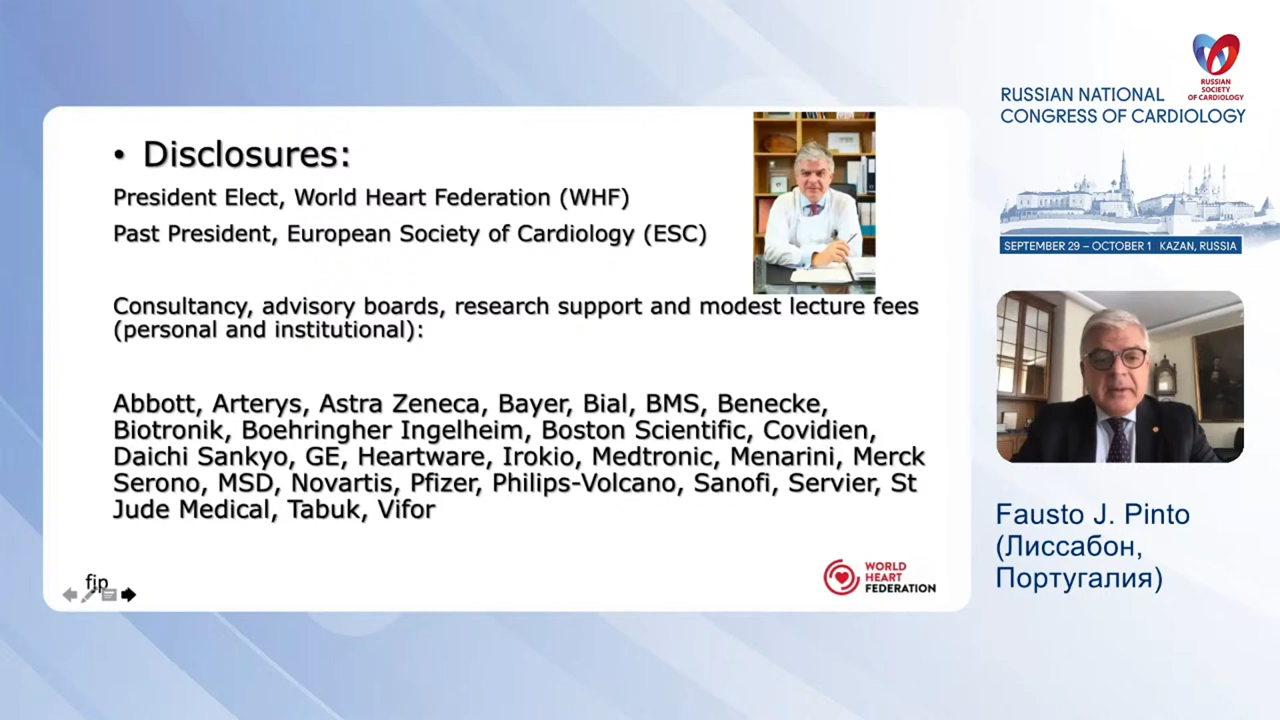 • Disclosures:
President Elect, World Heart Federation (WHF)
Past President, European Society of Cardiology (ESC)
Consultancy, advisory boards, research support and modest lecture fees
(personal and institutional):
Abbott, Arterys, Astra Zeneca, Bayer, Bial, BMS, Benecke,
Biotronik, Boehringher Ingelheim, Boston Scientific, Covidien,
Daichi Sankyo, GE, Heartware, Irokio, Medtronic, Menarini, Merck
Serono, MSD, Novartis, Pfizer, Philips-Volcano, Sanofi, Servier, St
Jude Medical, Tabuk, Vifor
fjp
WORLD
HEART
FEDERATION
RUSSIAN
SOCIETY
OF CARDIOLOGY
RUSSIAN NATIONAL
CONGRESS OF CARDIOLOGY
SEPTEMBER 29 – OCTOBER 1 KAZAN, RUSSIA
Fausto J. Pinto
(Лиссабон,
Португалия)